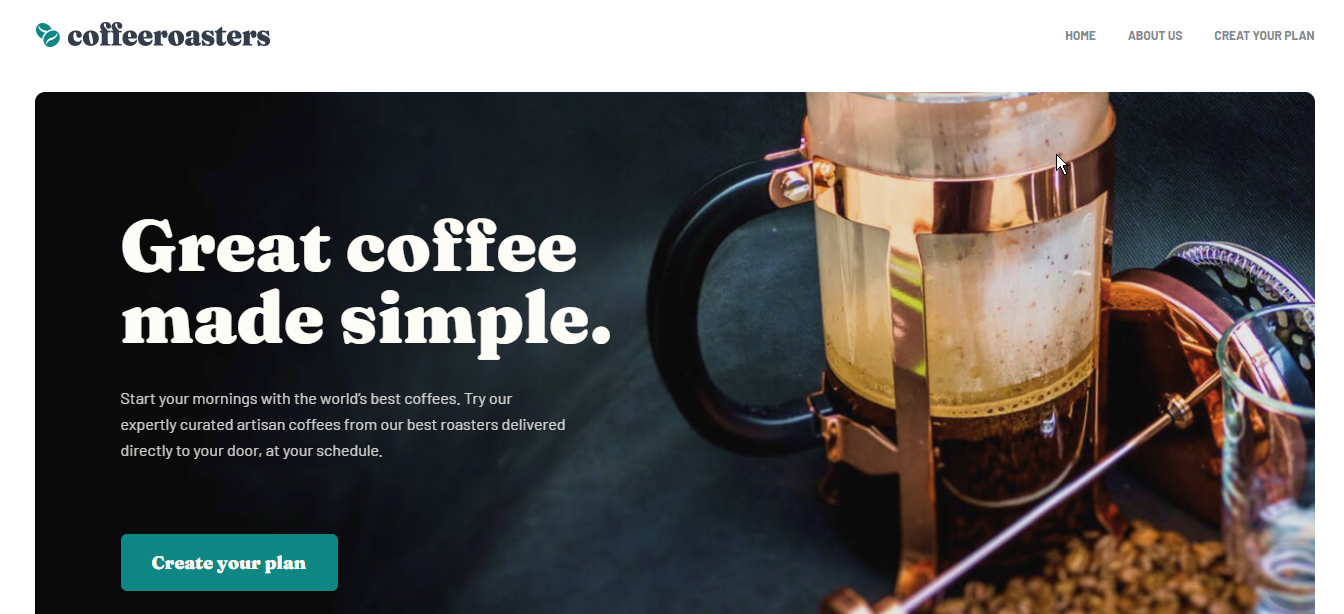 coffeeroasters
HOME ABOUT US CREAT YOUR PLAN
Great coffee
made simple.
Start your mornings with the world's best coffees. Try our
expertly curated artisan coffees from our best roasters delivered
directly to your door, at your schedule.
Create your plan